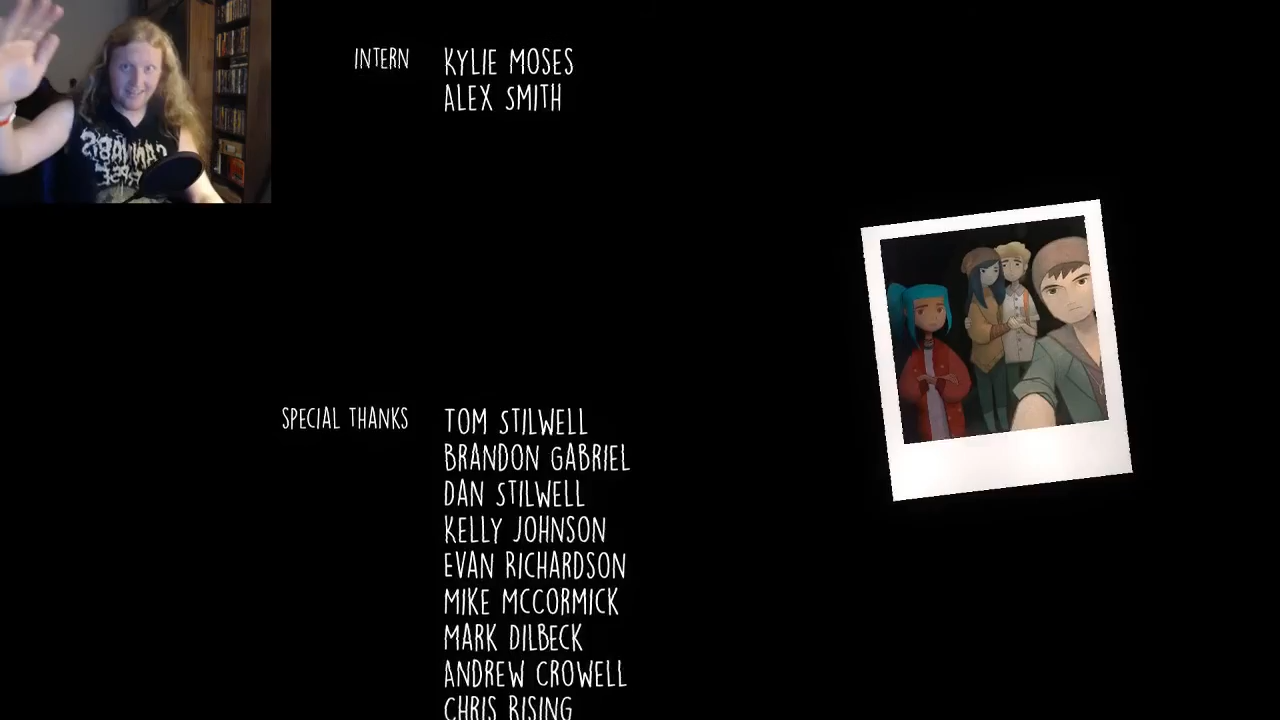 INTERN KYLIE MOSES
ALEX SMITH
SPECIAL THANKS TOM STILWELL
BRANDON GABRIEL
DAN STILWELL
KELLY JOHNSON
EVAN RICHARDSON
MIKE MCCORMICK
MARK DILBECK
ANDREW CROWELL
CHRIS RISING